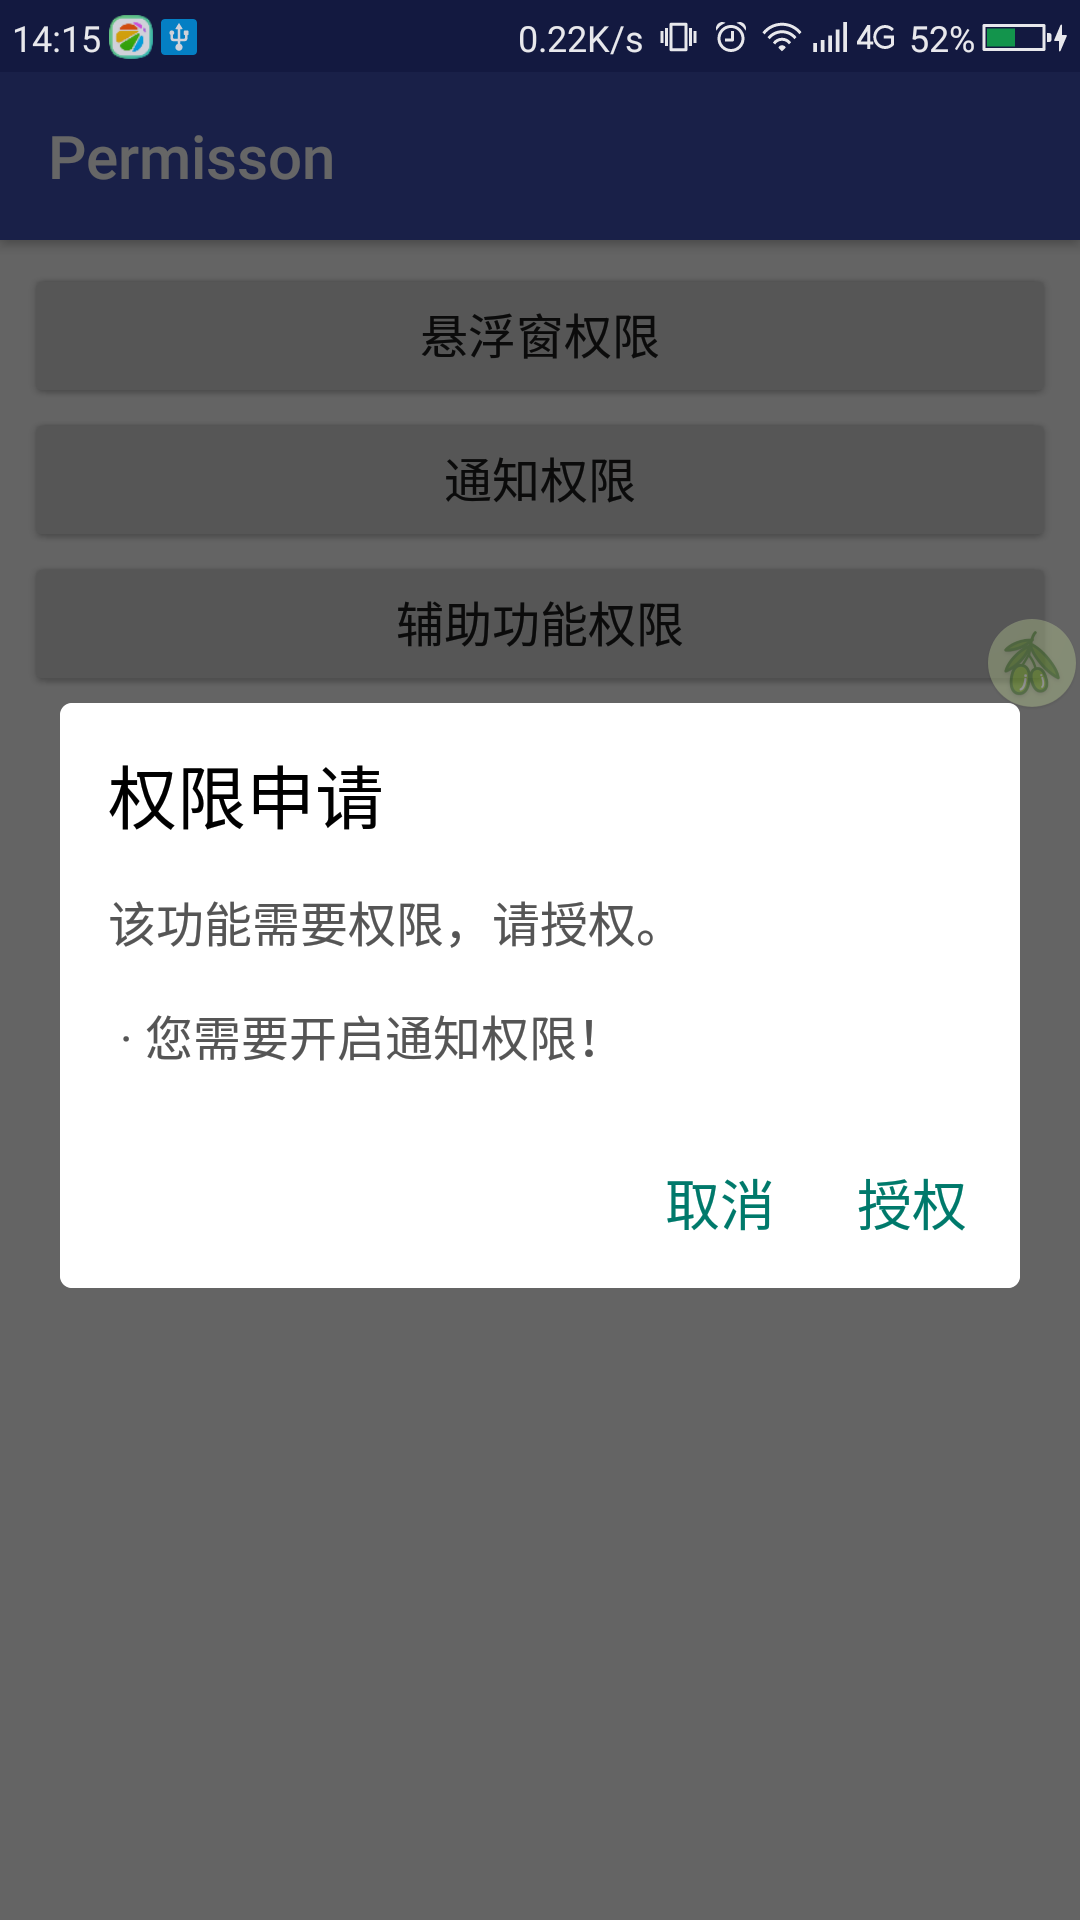 14:15 0.22K/s 4G 52%
Permisson
悬浮窗权限
通知权限
辅助功能权限
权限申请
该功能需要权限，请授权。
· 您需要开启通知权限！
取消 授权